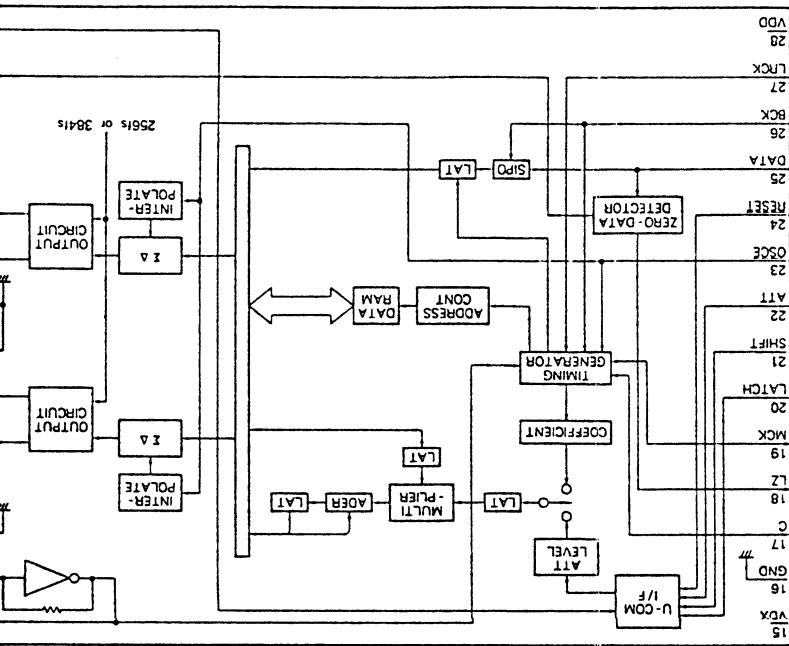 15
VDX
16
GND
17
C
18
LZ
19
MCK
20
LATCH
21
SHIFT
22
ATT
23
OSCE
24
RESET
25
DATA
26
BCK
27
LRCK
28
VDD
U-COM
I/F
ATT
LEVEL
LAT
MULTI
-PLIER
ADER
LAT
LAT
COEFFICIENT
INTER-
POLATE
Σ Δ
OUTPUT
CIRCUIT
TIMING
GENERATOR
ADDRESS
CONT
DATA
RAM
ZERO-DATA
DETECTOR
SIPO
LAT
Σ Δ
INTER-
POLATE
OUTPUT
CIRCUIT
256fs or 384fs